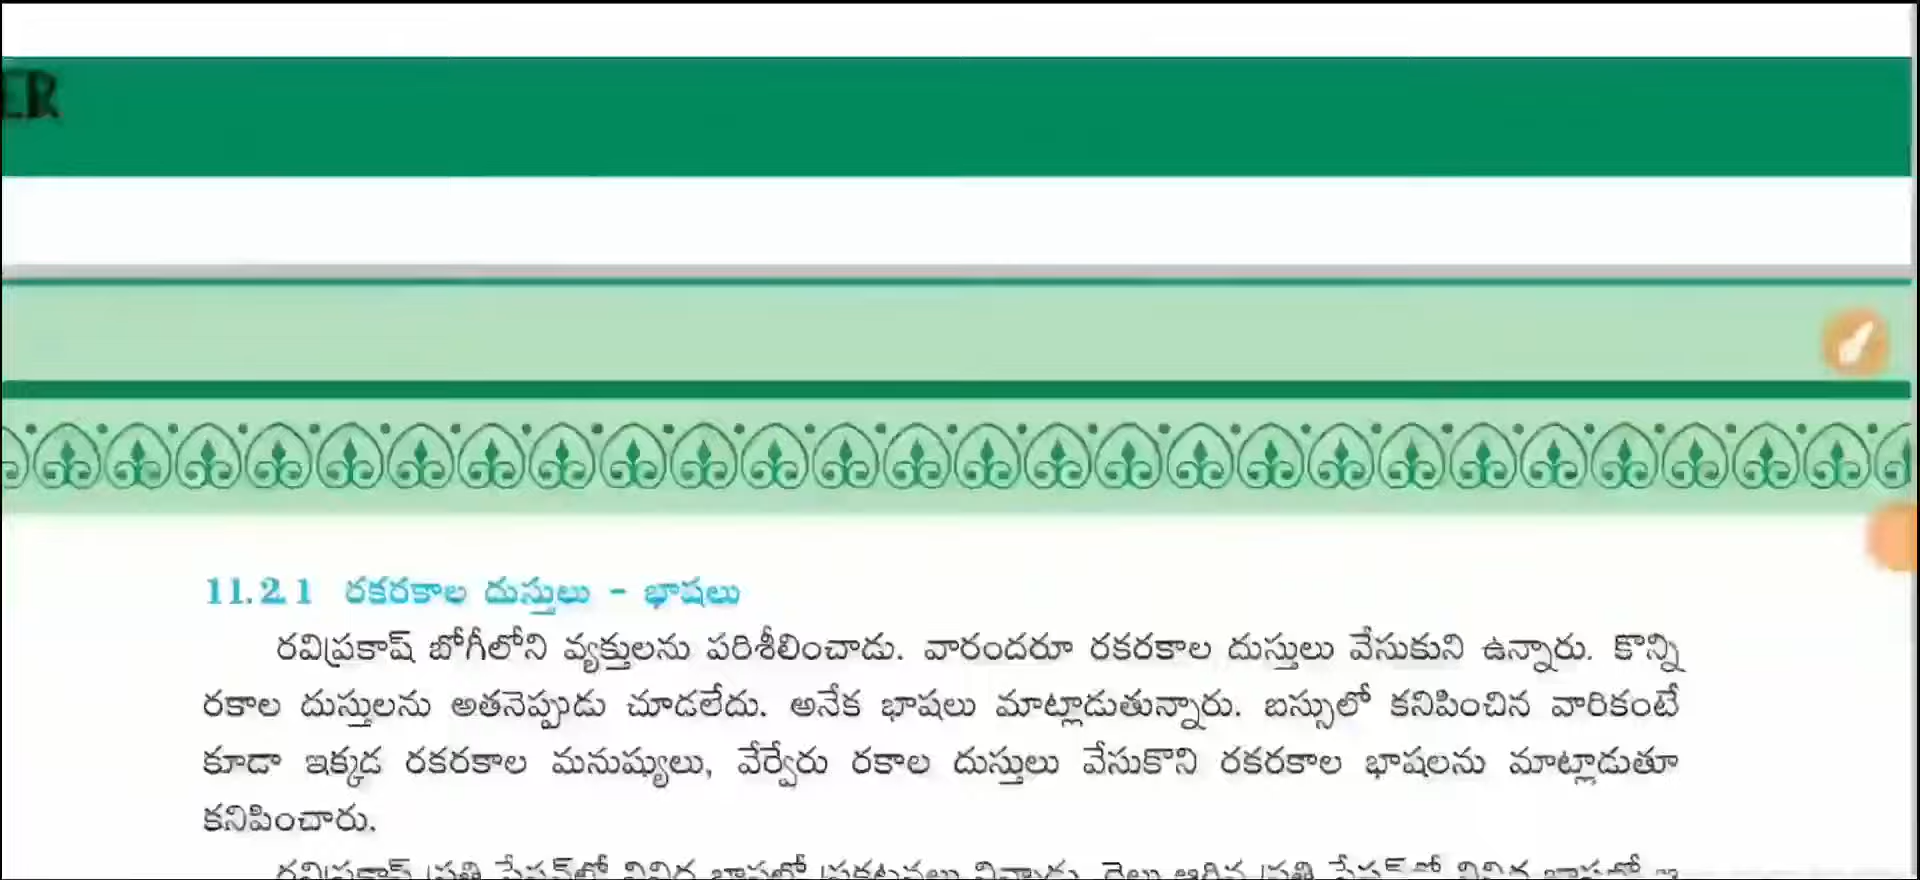 ER
11.2.1 రకరకాల దుస్తులు - భాషలు
రవిప్రకాష్ బోగీలోని వ్యక్తులను పరిశీలించాడు. వారందరూ రకరకాల దుస్తులు వేసుకుని ఉన్నారు. కొన్ని
రకాల దుస్తులను అతనెప్పుడు చూడలేదు. అనేక భాషలు మాట్లాడుతున్నారు. బస్సులో కనిపించిన వారికంటే
కూడా ఇక్కడ రకరకాల మనుష్యులు, వేర్వేరు రకాల దుస్తులు వేసుకొని రకరకాల భాషలను మాట్లాడుతూ
కనిపించారు.